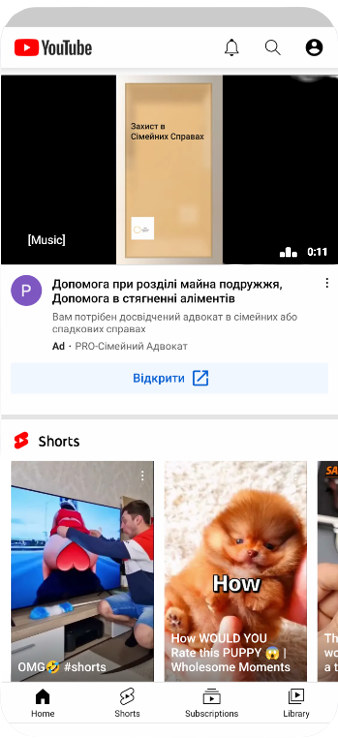 YouTube
Захист в
Сімейних Справах
[Music]
0:11
P
Допомога при розділі майна подружжя,
Допомога в стягненні аліментів
Вам потрібен досвідчений адвокат в сімейних або
спадкових справах
Ad · PRO-Сімейний Адвокат
Відкрити
Shorts
How
OMG🤣 #shorts
How WOULD YOU
Rate this PUPPY 😱 |
Wholesome Moments
SA
Th
wo
a t
Home
Shorts
Subscriptions
Library